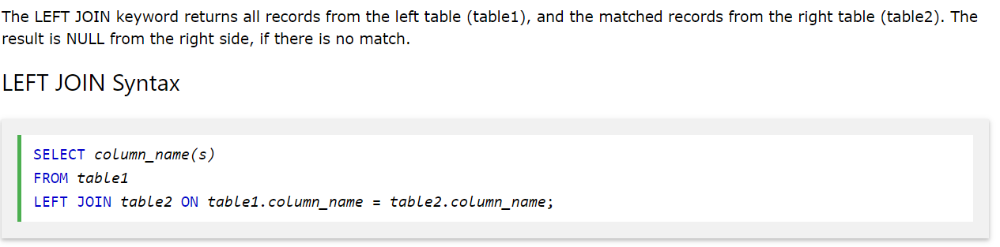 The LEFT JOIN keyword returns all records from the left table (table1), and the matched records from the right table (table2). The
result is NULL from the right side, if there is no match.
LEFT JOIN Syntax
SELECT column_name(s)
FROM table1
LEFT JOIN table2 ON table1.column_name = table2.column_name;